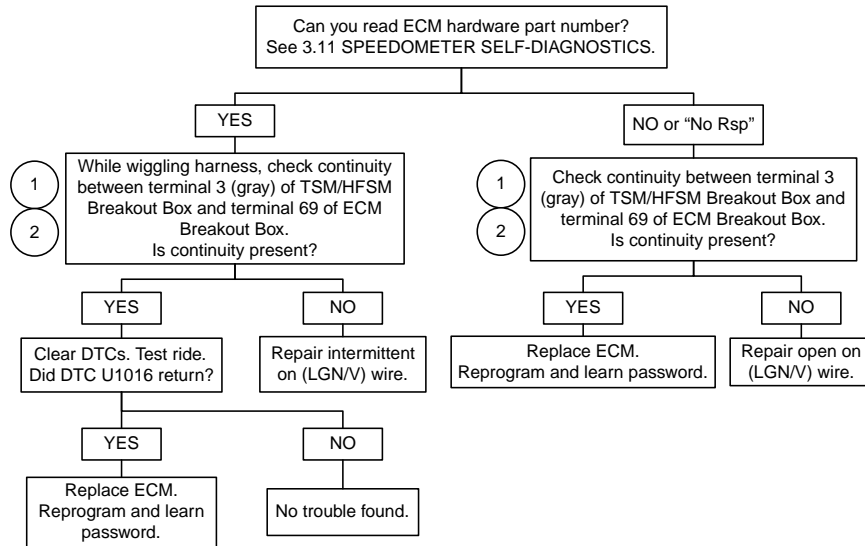 Can you read ECM hardware part number?
See 3.11 SPEEDOMETER SELF-DIAGNOSTICS.
YES
NO or “No Rsp”
1
2
While wiggling harness, check continuity
between terminal 3 (gray) of TSM/HFSM
Breakout Box and terminal 69 of ECM
Breakout Box.
Is continuity present?
1
2
Check continuity between terminal 3
(gray) of TSM/HFSM Breakout Box and
terminal 69 of ECM Breakout Box.
Is continuity present?
YES
NO
YES
NO
Clear DTCs. Test ride.
Did DTC U1016 return?
Repair intermittent
on (LGN/V) wire.
Replace ECM.
Reprogram and learn password.
Repair open on
(LGN/V) wire.
YES
NO
Replace ECM.
Reprogram and learn
password.
No trouble found.